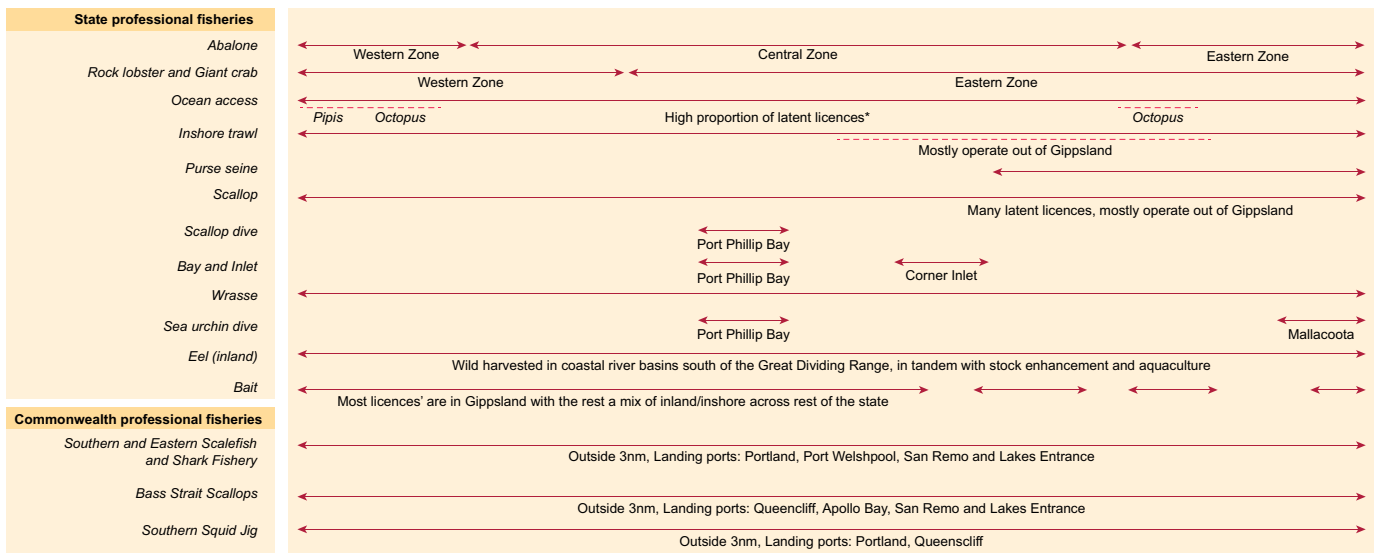 State professional fisheries
Abalone
Western Zone
Central Zone
Eastern Zone
Rock lobster and Giant crab
Western Zone
Eastern Zone
Ocean access
Pipis
Octopus
High proportion of latent licences*
Octopus
Inshore trawl
Mostly operate out of Gippsland
Purse seine
Scallop
Many latent licences, mostly operate out of Gippsland
Scallop dive
Port Phillip Bay
Bay and Inlet
Port Phillip Bay
Corner Inlet
Wrasse
Sea urchin dive
Port Phillip Bay
Mallacoota
Eel (inland)
Wild harvested in coastal river basins south of the Great Dividing Range, in tandem with stock enhancement and aquaculture
Bait
Most licences’ are in Gippsland with the rest a mix of inland/inshore across rest of the state
Commonwealth professional fisheries
Southern and Eastern Scalefish
and Shark Fishery
Outside 3nm, Landing ports: Portland, Port Welshpool, San Remo and Lakes Entrance
Bass Strait Scallops
Outside 3nm, Landing ports: Queencliff, Apollo Bay, San Remo and Lakes Entrance
Southern Squid Jig
Outside 3nm, Landing ports: Portland, Queenscliff